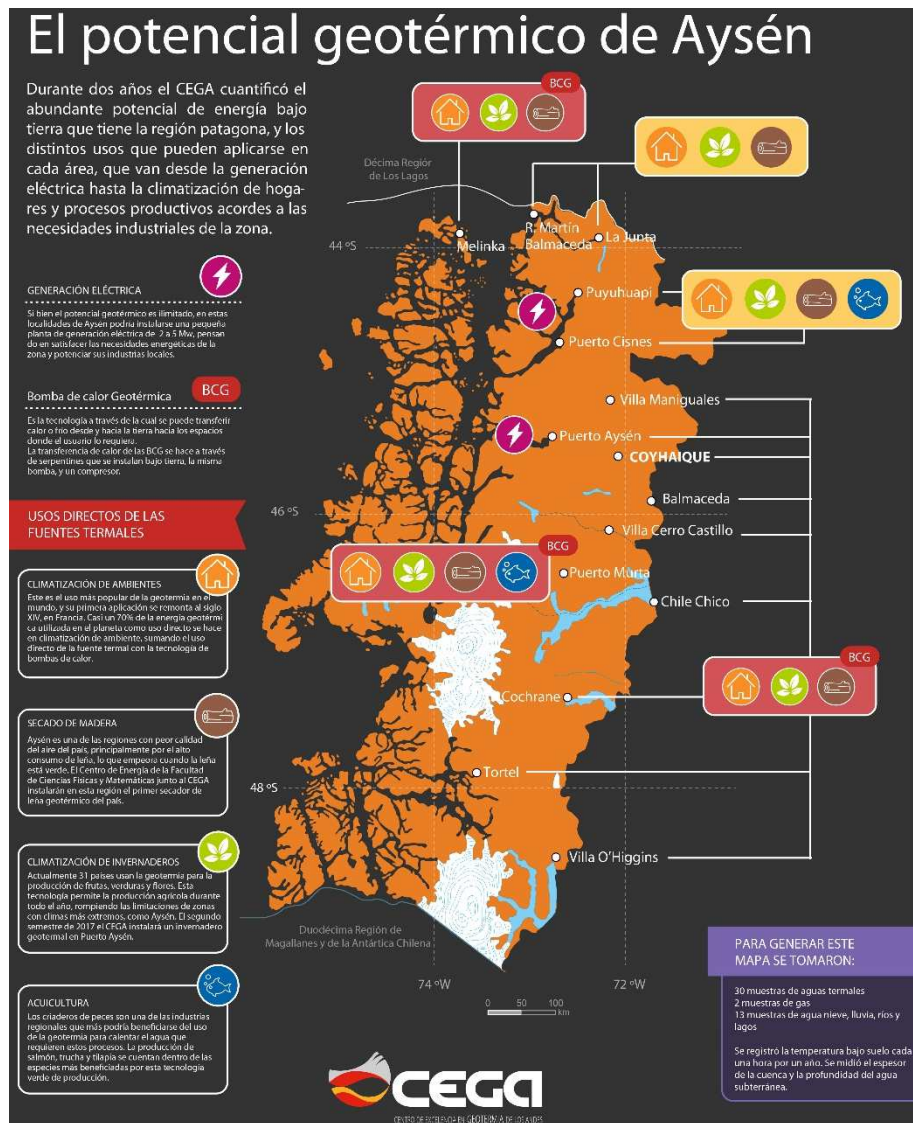 El potencial geotérmico de Aysén
Durante dos años el CEGA cuantificó el
abundante potencial de energía bajo
tierra que tiene la región patagona, y los
distintos usos que pueden aplicarse en
cada área, que van desde la generación
eléctrica hasta la climatización de hoga-
res y procesos productivos acordes a las
necesidades industriales de la zona.
GENERACIÓN ELÉCTRICA
Si bien el potencial geotérmico es ilimitado, en estas
localidades de Aysén podría instalarse una pequeña
planta de generación eléctrica de 2 a 5 Mw, pensan
do en satisfacer las necesidades energéticas de la
zona y potenciar sus industrias locales.
Bomba de calor Geotérmica
BCG
Es la tecnología a través de la cual se puede transferir
calor o frío desde y hacia la tierra hacia los espacios
donde el usuario lo requiera.
La transferencia de calor de las BCG se hace a través
de serpentines que se instalan bajo tierra, la misma
bomba, y un compresor.
USOS DIRECTOS DE LAS
FUENTES TERMALES
CLIMATIZACIÓN DE AMBIENTES
Este es el uso más popular de la geotermia en el
mundo, y su primera aplicación se remonta al siglo
XIV, en Francia. Casi un 70% de la energía geotérmi
ca utilizada en el planeta como uso directo se hace
en climatización de ambiente, sumando el uso
directo de la fuente termal con la tecnología de
bombas de calor.
SECADO DE MADERA
Aysén es una de las regiones con peor calidad
del aire del país, principalmente por el alto
consumo de leña, lo que empeora cuando la leña
está verde. El Centro de Energía de la Facultad
de Ciencias Físicas y Matemáticas junto al CEGA
instalarán en esta región el primer secador de
leña geotérmico del país.
CLIMATIZACIÓN DE INVERNADEROS
Actualmente 31 países usan la geotermia para la
producción de frutas, verduras y flores. Esta
tecnología permite la producción agrícola durante
todo el año, rompiendo las limitaciones de zonas
con climas más extremos, como Aysén. El segundo
semestre de 2017 el CEGA instalará un invernadero
geotermal en Puerto Aysén.
ACUICULTURA
Los criaderos de peces son una de las industrias
regionales que más podría beneficiarse del uso
de la geotermia para calentar el agua que
requieren estos procesos. La producción de
salmón, trucha y tilapia se cuentan dentro de las
especies más beneficiadas por esta tecnología
verde de producción.
BCG
Décima Región
de Los Lagos
44 ºS
Melinka
R. Martín
Balmaceda
La Junta
Puyuhuapi
Puerto Cisnes
Villa Maniguales
Puerto Aysén
COYHAIQUE
Balmaceda
46 ºS
Villa Cerro Castillo
BCG
Puerto Murta
Chile Chico
BCG
Cochrane
Tortel
48 ºS
Villa O'Higgins
Duodécima Región de
Magallanes y de la Antártica Chilena
74 ºW
72 ºW
0 50 100
km
PARA GENERAR ESTE
MAPA SE TOMARON:
30 muestras de aguas termales
2 muestras de gas
13 muestras de agua nieve, lluvia, ríos y
lagos
Se registró la temperatura bajo suelo cada
una hora por un año. Se midió el espesor
de la cuenca y la profundidad del agua
subterránea.
CEGA
CENTRO DE EXCELENCIA EN GEOTERMIA DE LOS ANDES